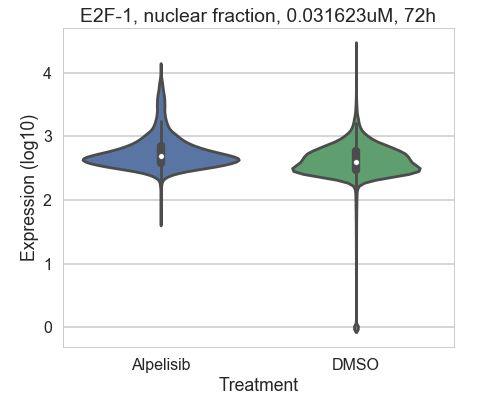 E2F-1, nuclear fraction, 0.031623uM, 72h
Expression (log10)
4
3
2
1
0
Alpelisib DMSO
Treatment